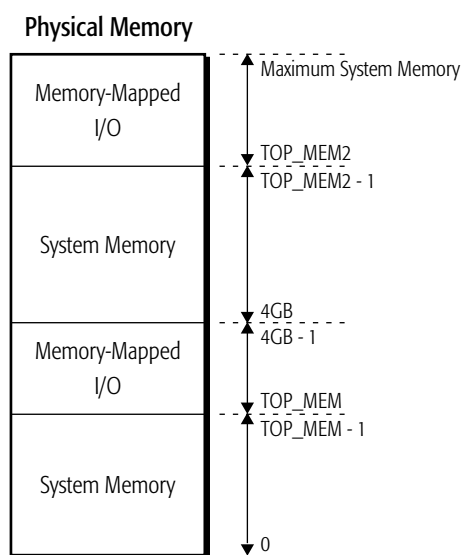 Physical Memory
Maximum System Memory
Memory-Mapped
I/O
TOP_MEM2
TOP_MEM2 - 1
System Memory
4GB
4GB - 1
Memory-Mapped
I/O
TOP_MEM
TOP_MEM - 1
System Memory
0